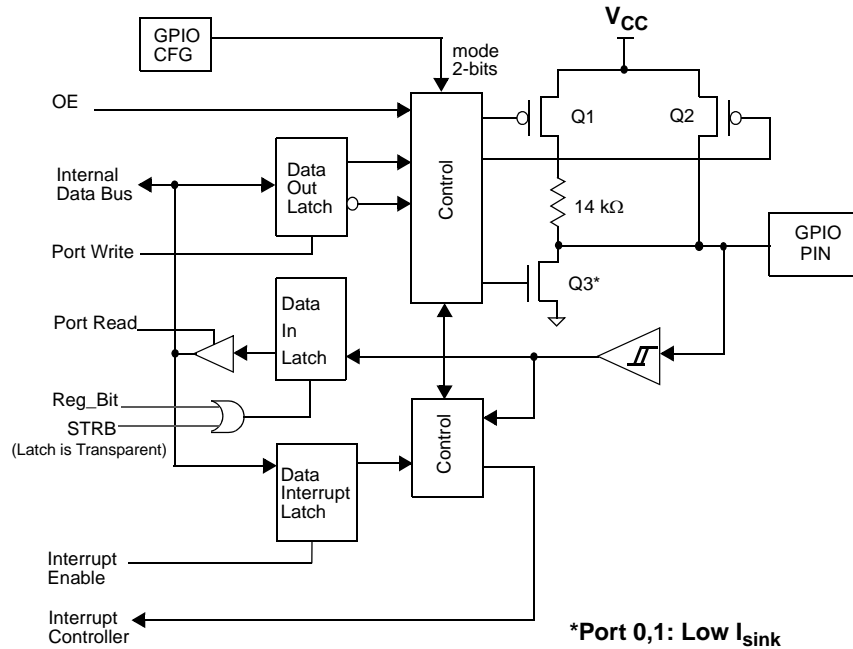 GPIO
CFG
mode
2-bits
V_CC
OE
Q1
Q2
Internal
Data Bus
Data
Out
Latch
Control
14 kΩ
GPIO
PIN
Port Write
Q3*
Data
In
Latch
Port Read
Reg_Bit
STRB
(Latch is Transparent)
Control
Data
Interrupt
Latch
Interrupt
Enable
Interrupt
Controller
*Port 0,1: Low I_sink